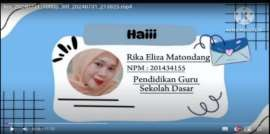 Haiii
Rika Eliza Matondang
NPM : 201434155
Pendidikan Guru
Sekolah Dasar